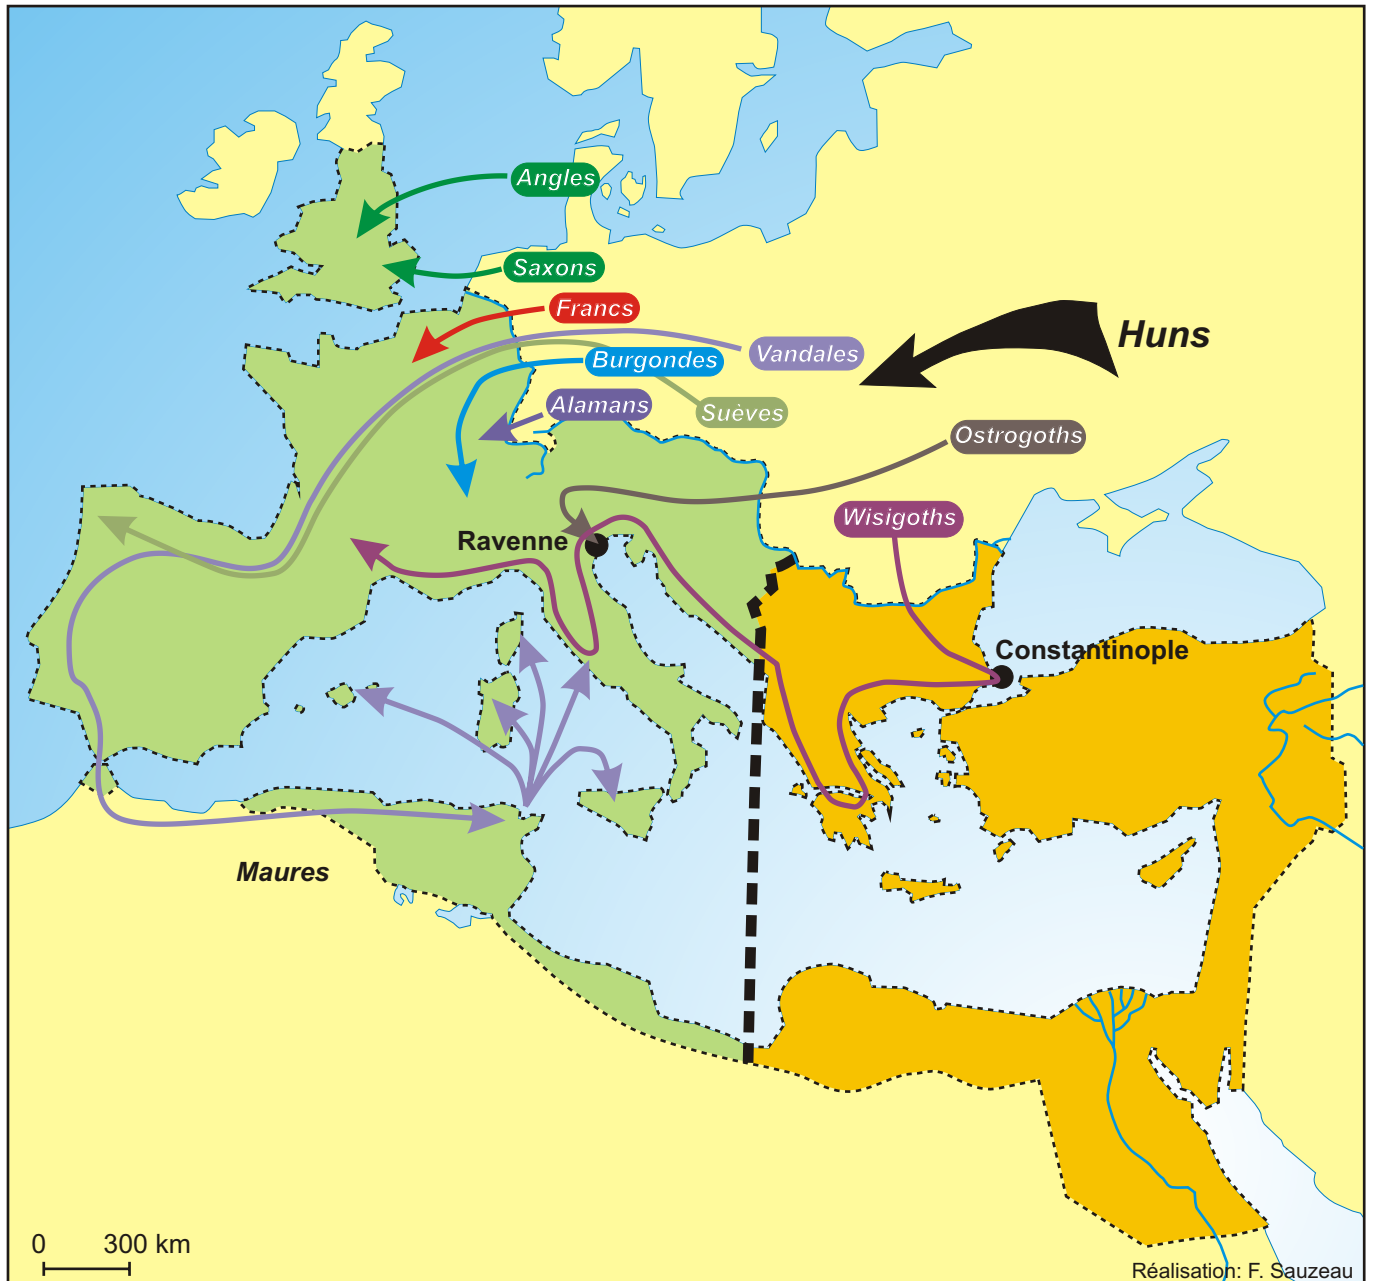 Angles
Saxons
Francs
Huns
Vandales
Burgondes
Alamans
Suèves
Ostrogoths
Wisigoths
Ravenne
Constantinople
Maures
0 300 km
Réalisation: F. Sauzeau